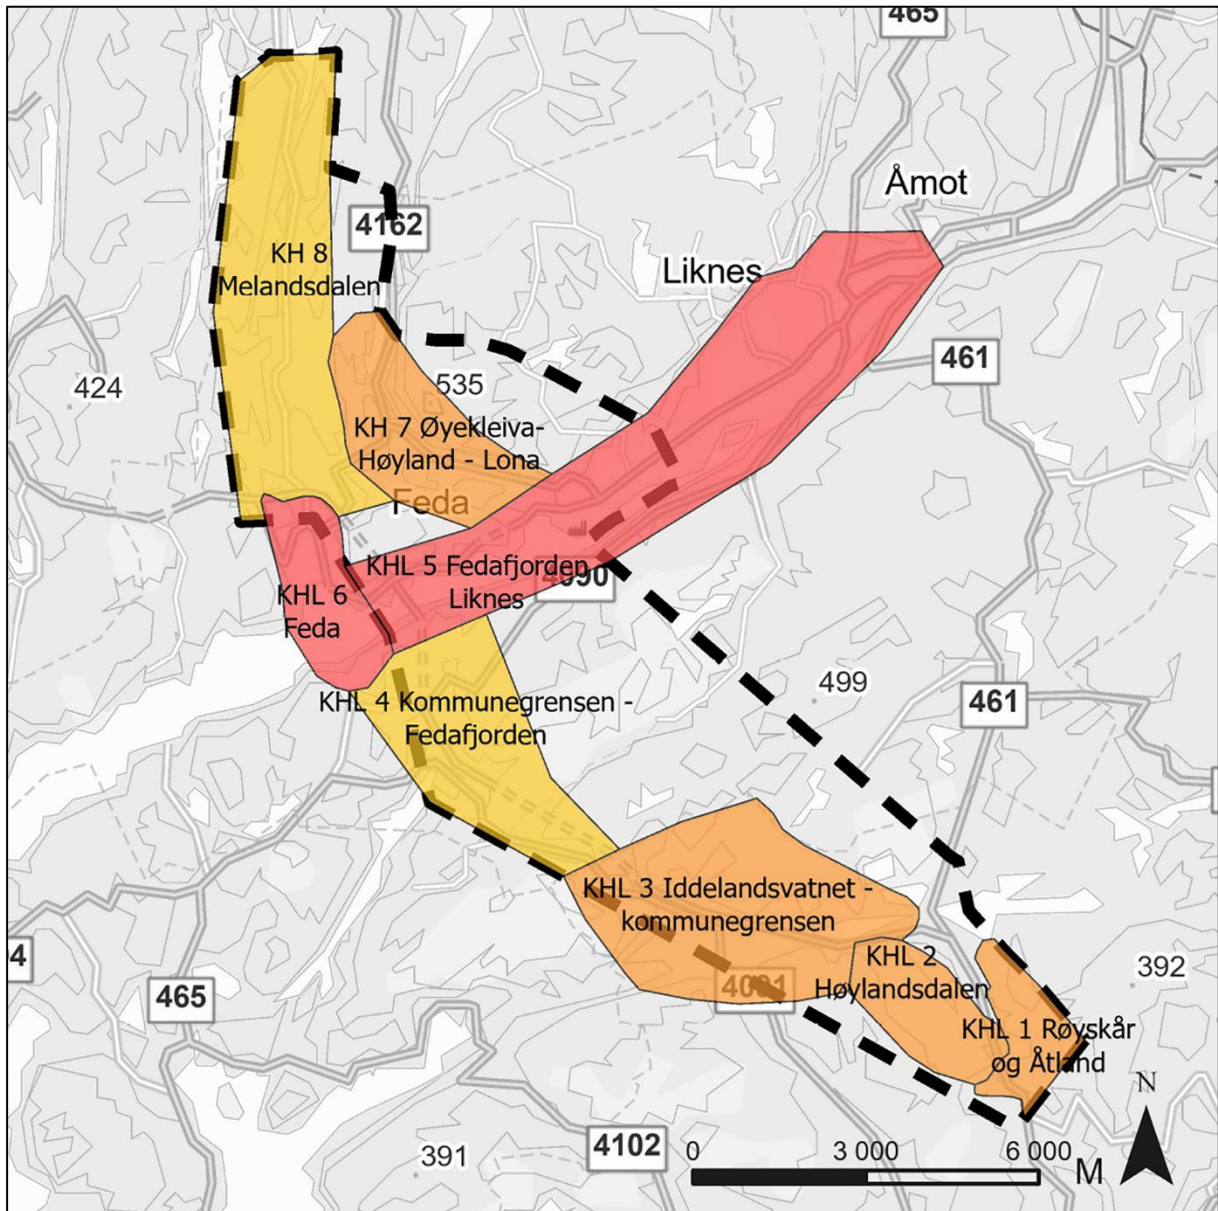 465
Åmot
4162
KH 8
Melandsdalen
Liknes
461
424
535
KH 7 Øyekleiva-
Høyland - Lona
Feda
KHL 5 Fedafjorden
Liknes
4090
KHL 6
Feda
499
461
KHL 4 Kommunegrensen -
Fedafjorden
KHL 3 Iddelandsvatnet -
kommunegrensen
KHL 2
Høylandsdalen
4
465
392
KHL 1 Røyskår
og Åtland
N
4102
391
0 3 000 6 000
M